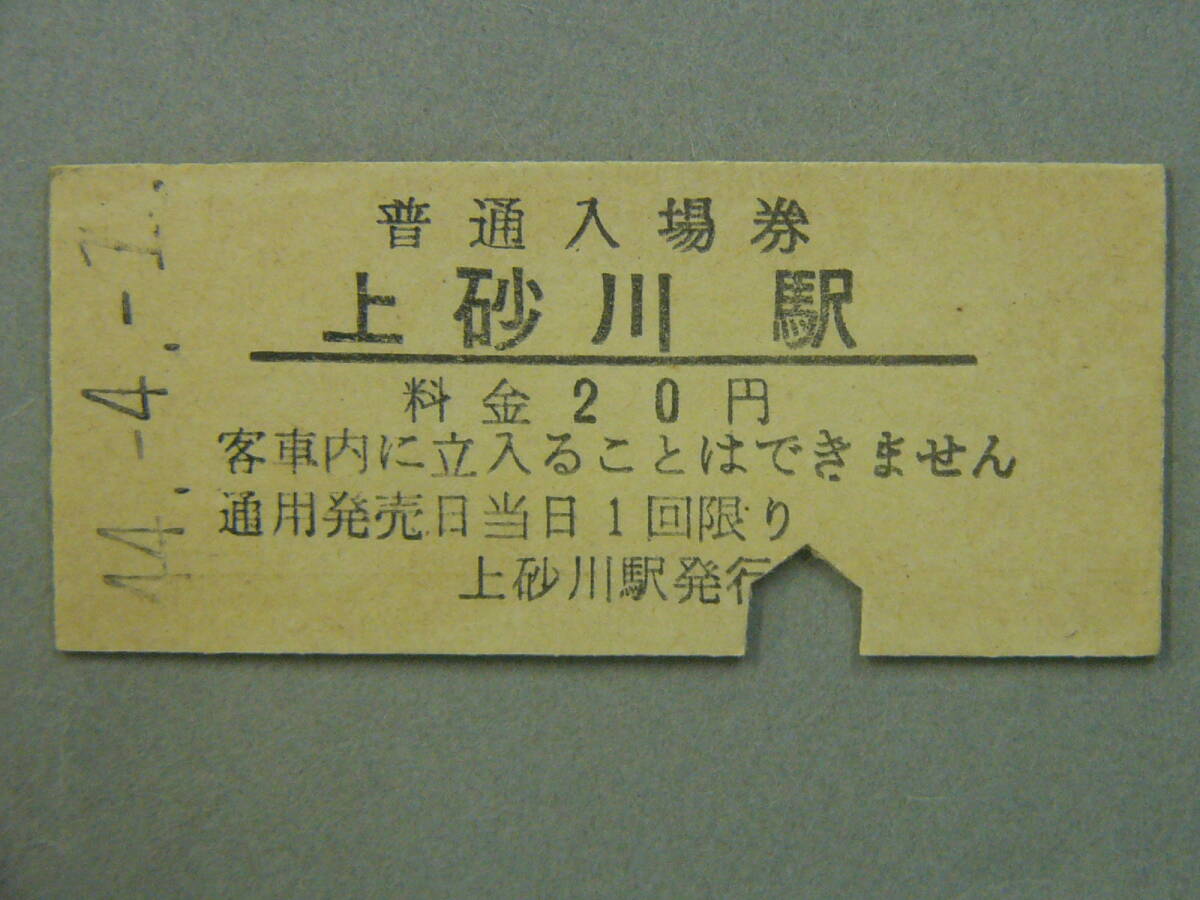 普通入場券
上砂川駅
料金20円
客車内に立入ることはできません
通用発売日当日1回限り
上砂川駅発行
44.-4.-1.